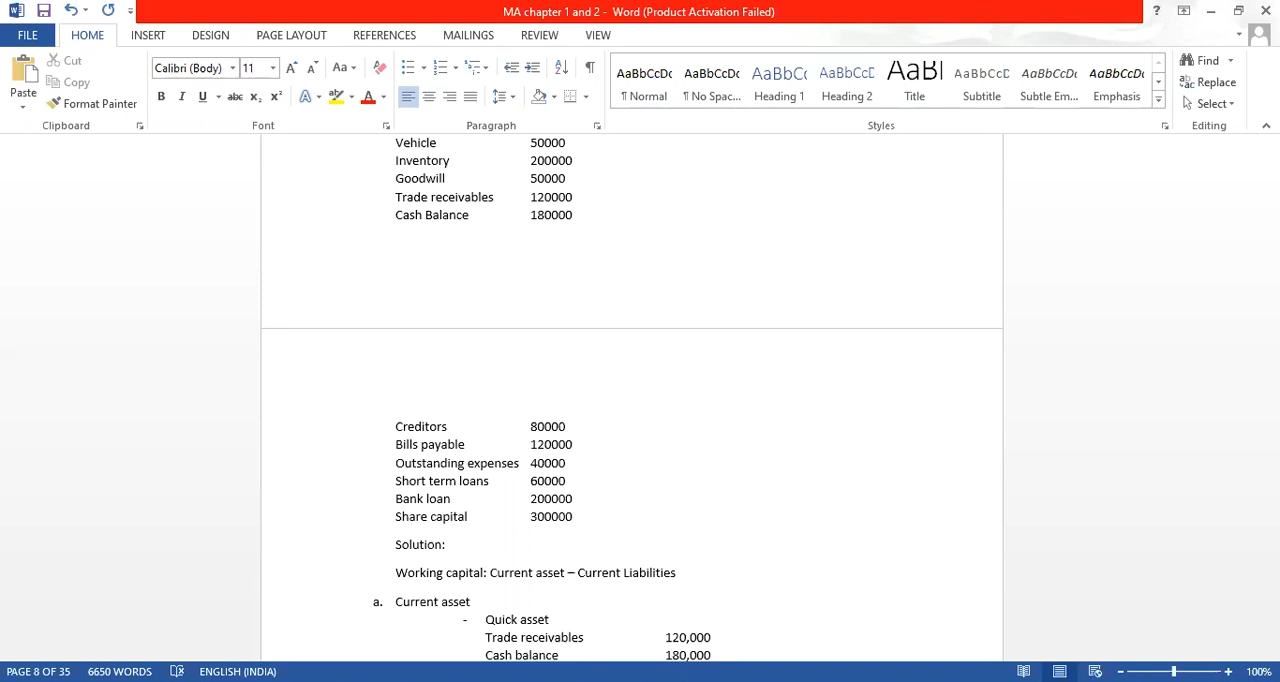 MA chapter 1 and 2 - Word (Product Activation Failed)
FILE HOME INSERT DESIGN PAGE LAYOUT REFERENCES MAILINGS REVIEW VIEW
Paste
Cut
Copy
Format Painter
Clipboard
Calibri (Body) 11
Font
Paragraph
AaBbCcDc AaBbCcDc AaBbCc AaBbCcD AaBl AaBbCcD AaBbCcDc AaBbCcDc
¶ Normal ¶ No Spac... Heading 1 Heading 2 Title Subtitle Subtle Em... Emphasis
Styles
Find
Replace
Select
Editing
Vehicle 50000
Inventory 200000
Goodwill 50000
Trade receivables 120000
Cash Balance 180000
Creditors 80000
Bills payable 120000
Outstanding expenses 40000
Short term loans 60000
Bank loan 200000
Share capital 300000
Solution:
Working capital: Current asset – Current Liabilities
a. Current asset
- Quick asset
Trade receivables 120,000
Cash balance 180,000
PAGE 8 OF 35 6650 WORDS ENGLISH (INDIA) 100%